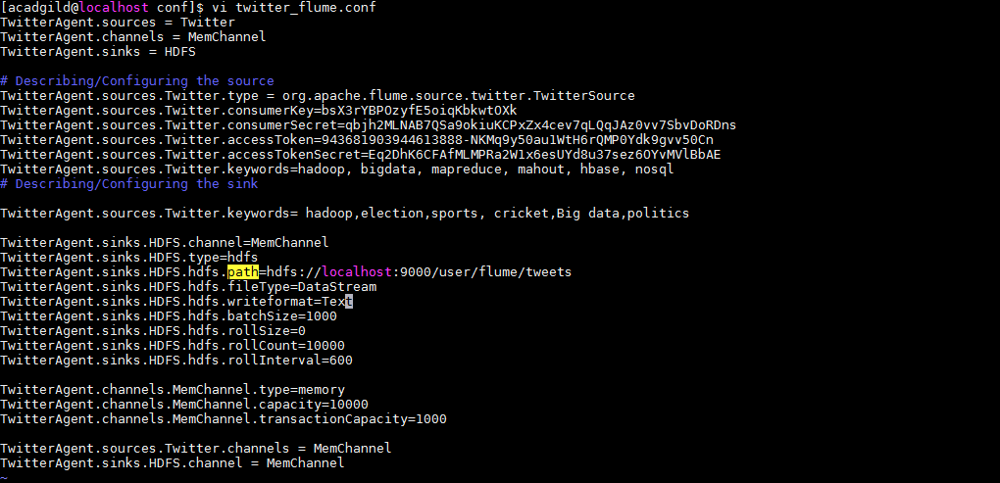 [acadgild@localhost conf]$ vi twitter_flume.conf
TwitterAgent.sources = Twitter
TwitterAgent.channels = MemChannel
TwitterAgent.sinks = HDFS
# Describing/Configuring the source
TwitterAgent.sources.Twitter.type = org.apache.flume.source.twitter.TwitterSource
TwitterAgent.sources.Twitter.consumerKey=bsX3rYBPOzyfE5oiqKbkwtOXk
TwitterAgent.sources.Twitter.consumerSecret=qbjh2MLNAB7QSa9okiuKCPxZx4cev7qLQqJAz0vv7SbvDoRDns
TwitterAgent.sources.Twitter.accessToken=943681903944613888-NKMq9y50au1WtH6rQMP0Ydk9gvv50Cn
TwitterAgent.sources.Twitter.accessTokenSecret=Eq2DhK6CFAfMLMPRa2W1x6esUYd8u37sez6OYvMVlBbAE
TwitterAgent.sources.Twitter.keywords=hadoop, bigdata, mapreduce, mahout, hbase, nosql
# Describing/Configuring the sink
TwitterAgent.sources.Twitter.keywords= hadoop,election,sports, cricket,Big data,politics
TwitterAgent.sinks.HDFS.channel=MemChannel
TwitterAgent.sinks.HDFS.type=hdfs
TwitterAgent.sinks.HDFS.hdfs.path=hdfs://localhost:9000/user/flume/tweets
TwitterAgent.sinks.HDFS.hdfs.fileType=DataStream
TwitterAgent.sinks.HDFS.hdfs.writeformat=Text
TwitterAgent.sinks.HDFS.hdfs.batchSize=1000
TwitterAgent.sinks.HDFS.hdfs.rollSize=0
TwitterAgent.sinks.HDFS.hdfs.rollCount=10000
TwitterAgent.sinks.HDFS.hdfs.rollInterval=600
TwitterAgent.channels.MemChannel.type=memory
TwitterAgent.channels.MemChannel.capacity=10000
TwitterAgent.channels.MemChannel.transactionCapacity=1000
TwitterAgent.sources.Twitter.channels = MemChannel
TwitterAgent.sinks.HDFS.channel = MemChannel
~